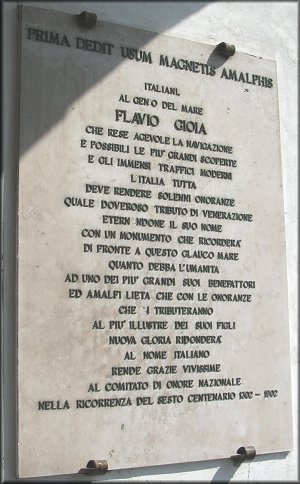 PRIMA DEDIT USUM MAGNETIS AMALPHIS
ITALIANI,
AL GEN O DEL MARE
FLAVIO GIOIA
CHE RESE AGEVOLE LA NAVIGAZIONE
E POSSIBILI LE PIU' GRANDI SCOPERTE
E GLI IMMENSI TRAFFICI MODERNI
L'ITALIA TUTTA
DEVE RENDERE SOLENNI ONORANZE
QUALE DOVEROSO TRIBUTO DI VENERAZIONE
ETERN NDONE IL SUO NOME
CON UN MONUMENTO CHE RICORDERA'
DI FRONTE A QUESTO GLAUCO MARE
QUANTO DEBBA L'UMANITA
AD UNO DEI PIU' GRANDI SUOI BENEFATTORI
ED AMALFI LIETA CHE CON LE ONORANZE
CHE TRIBUTERANNO
AL PIU' ILLUSTRE DEI SUOI FIGLI
NUOVA GLORIA RIDONDERA'
AL NOME ITALIANO
RENDE GRAZIE VIVISSIME
AL COMITATO DI ONORE NAZIONALE
NELLA RICORRENZA DEL SESTO CENTENARIO 1302-1902